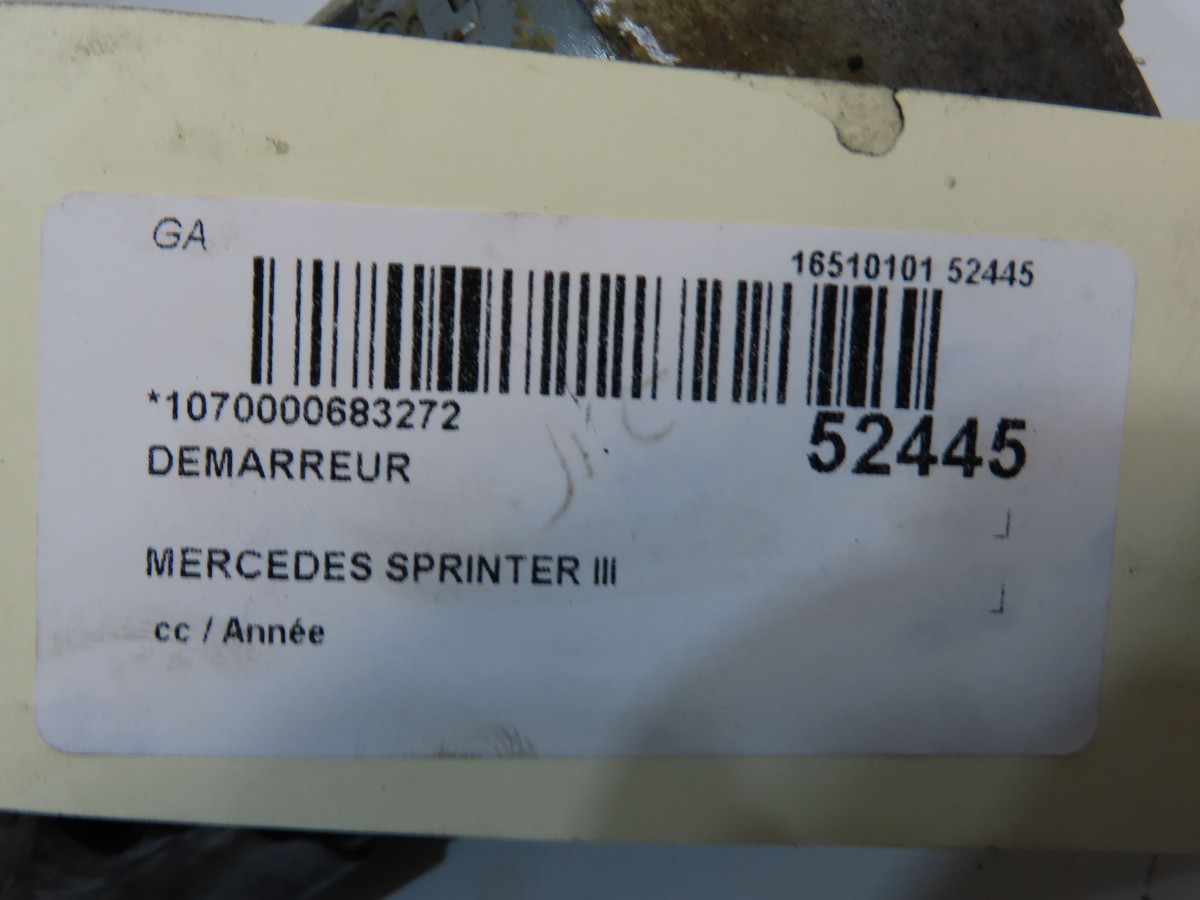 GA
16510101 52445
*1070000683272
52445
DEMARREUR
MERCEDES SPRINTER III
cc / Année